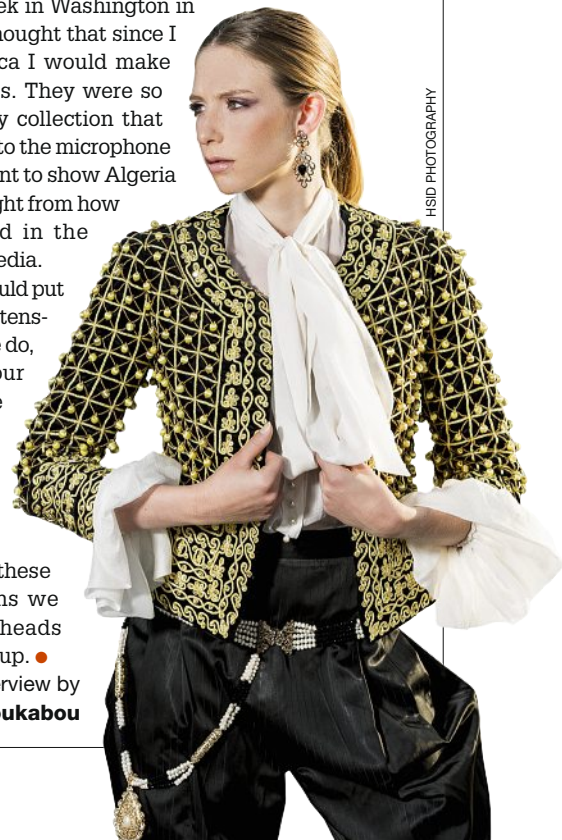 ek in Washington in
hought that since I
ca I would make
s. They were so
y collection that
to the microphone
nt to show Algeria
ght from how
d in the
edia.
uld put
tens-
e do,
our
e
these
ns we
heads
up.
erview by
oukabou
HSID PHOTOGRAPHY